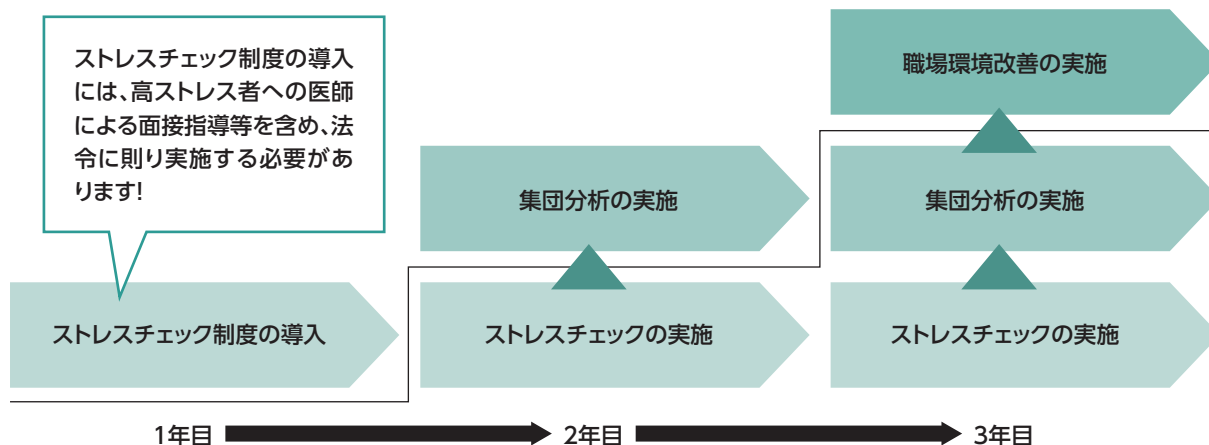 ストレスチェック制度の導入
には、高ストレス者への医師
による面接指導等を含め、法
令に則り実施する必要があ
ります!
職場環境改善の実施
集団分析の実施
集団分析の実施
ストレスチェック制度の導入
ストレスチェックの実施
ストレスチェックの実施
1年目
2年目
3年目